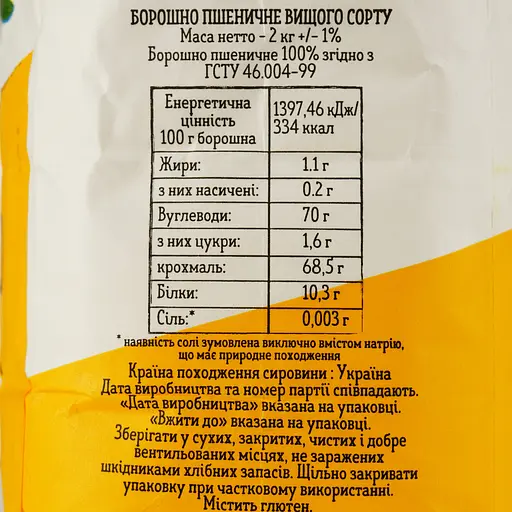 БОРОШНО ПШЕНИЧНЕ ВИЩОГО СОРТУ
Маса нетто - 2 кг +/- 1%
Борошно пшеничне 100% згідно з
ГСТУ 46.004-99
Енергетична цінність 100 г борошна 1397,46 кДж/ 334 ккал
Жири: 1.1 г
з них насичені: 0.2 г
Вуглеводи: 70 г
з них цукри: 1,6 г
крохмаль: 68,5 г
Білки: 10,3 г
Сіль:* 0,003 г
* наявність солі зумовлена виключно вмістом натрію,
що має природне походження
Країна походження сировини : Україна
Дата виробництва та номер партії співпадають.
«Дата виробництва» вказана на упаковці.
«Вжити до» вказана на упаковці.
Зберігати у сухих, закритих, чистих і добре
вентильованих місцях, не заражених
шкідниками хлібних запасів. Щільно закривати
упаковку при частковому використанні.
Містить глютен.